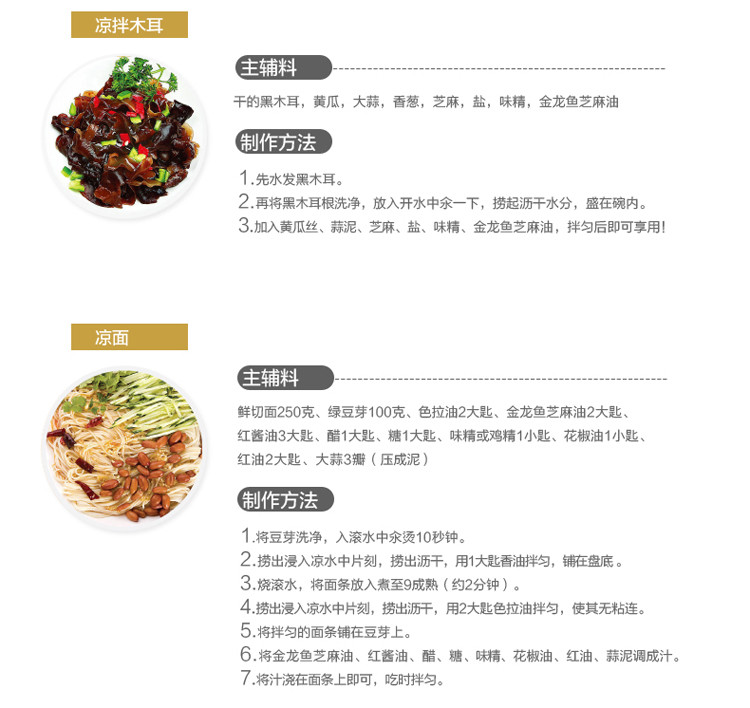 凉拌木耳
主辅料
干的黑木耳，黄瓜，大蒜，香葱，芝麻，盐，味精，金龙鱼芝麻油
制作方法
1.先水发黑木耳。
2.再将黑木耳根洗净，放入开水中汆一下，捞起沥干水分，盛在碗内。
3.加入黄瓜丝、蒜泥、芝麻、盐、味精、金龙鱼芝麻油，拌匀后即可享用！
凉面
主辅料
鲜切面250克、绿豆芽100克、色拉油2大匙、金龙鱼芝麻油2大匙、
红酱油3大匙、醋1大匙、糖1大匙、味精或鸡精1小匙、花椒油1小匙、
红油2大匙、大蒜3瓣（压成泥）
制作方法
1.将豆芽洗净，入滚水中汆烫10秒钟。
2.捞出浸入凉水中片刻，捞出沥干，用1大匙香油拌匀，铺在盘底。
3.烧滚水，将面条放入煮至9成熟（约2分钟）。
4.捞出浸入凉水中片刻，捞出沥干，用2大匙色拉油拌匀，使其无粘连。
5.将拌匀的面条铺在豆芽上。
6.将金龙鱼芝麻油、红酱油、醋、糖、味精、花椒油、红油、蒜泥调成汁。
7.将汁浇在面条上即可，吃时拌匀。